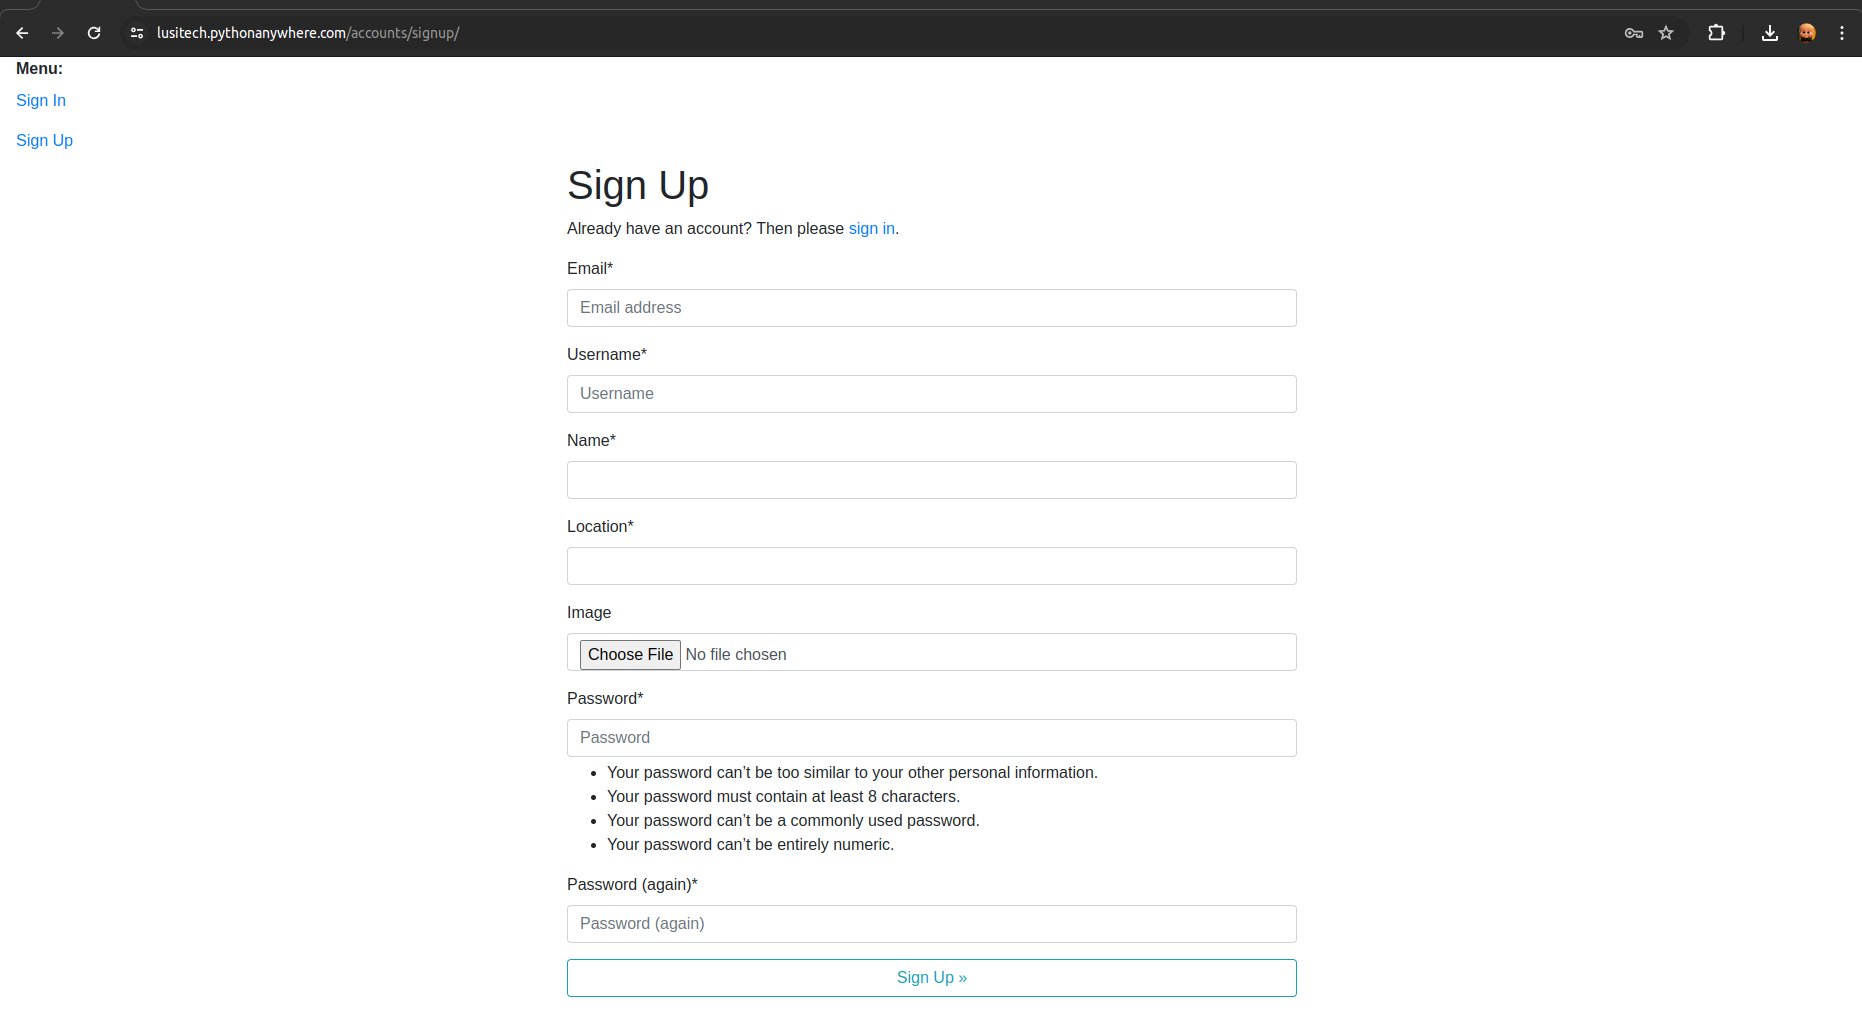 lusitech.pythonanywhere.com/accounts/signup/
Menu:
Sign In
Sign Up
Sign Up
Already have an account? Then please sign in.
Email*
Email address
Username*
Username
Name*
Location*
Image
Choose File No file chosen
Password*
Password
• Your password can’t be too similar to your other personal information.
• Your password must contain at least 8 characters.
• Your password can’t be a commonly used password.
• Your password can’t be entirely numeric.
Password (again)*
Password (again)
Sign Up »